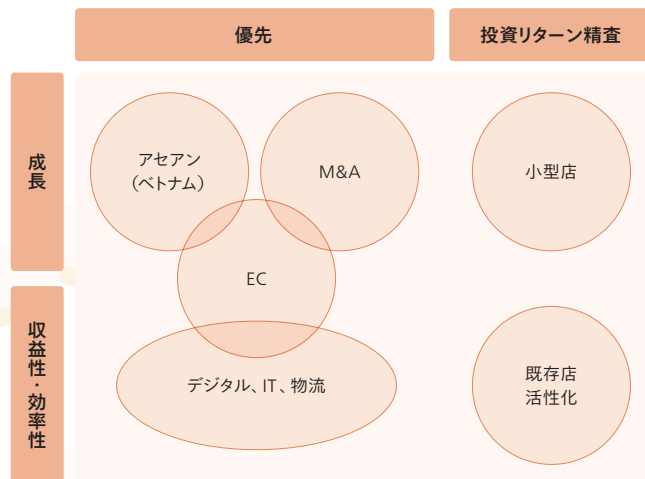 優先
投資リターン精査
成長
アセアン
（ベトナム）
M&A
小型店
EC
収益性・効率性
デジタル、IT、物流
既存店
活性化